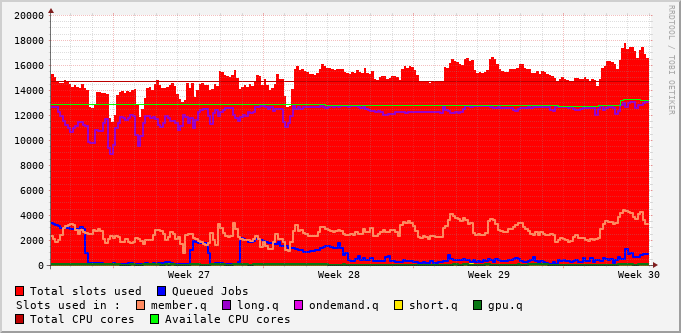 20000
18000
16000
14000
12000
10000
8000
6000
4000
2000
0
Week 27 Week 28 Week 29 Week 30
RRDTOOL / TOBI OETIKER
Total slots used Queued Jobs
Slots used in : member.q long.q ondemand.q short.q gpu.q
Total CPU cores Availale CPU cores